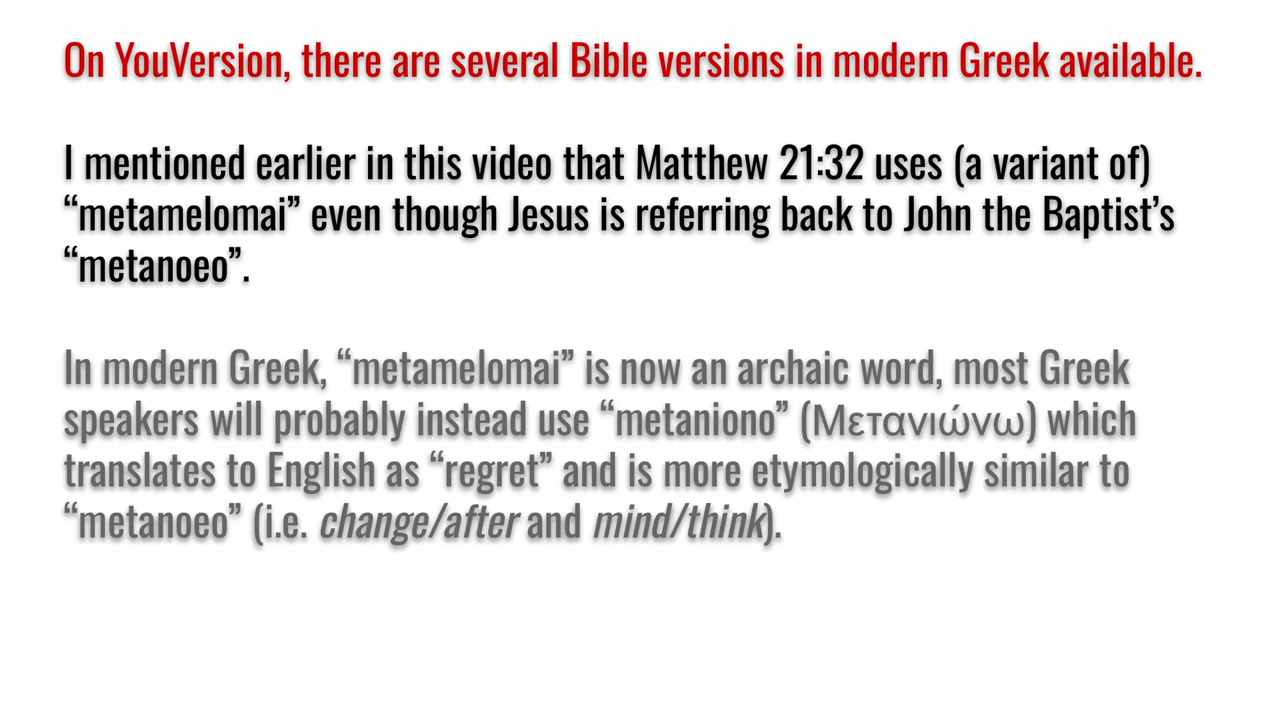 On YouVersion, there are several Bible versions in modern Greek available.
I mentioned earlier in this video that Matthew 21:32 uses (a variant of)
“metamelomai” even though Jesus is referring back to John the Baptist’s
“metanoeo”.
In modern Greek, “metamelomai” is now an archaic word, most Greek
speakers will probably instead use “metaniono” (Μετανιώνω) which
translates to English as “regret” and is more etymologically similar to
“metanoeo” (i.e. change/after and mind/think).